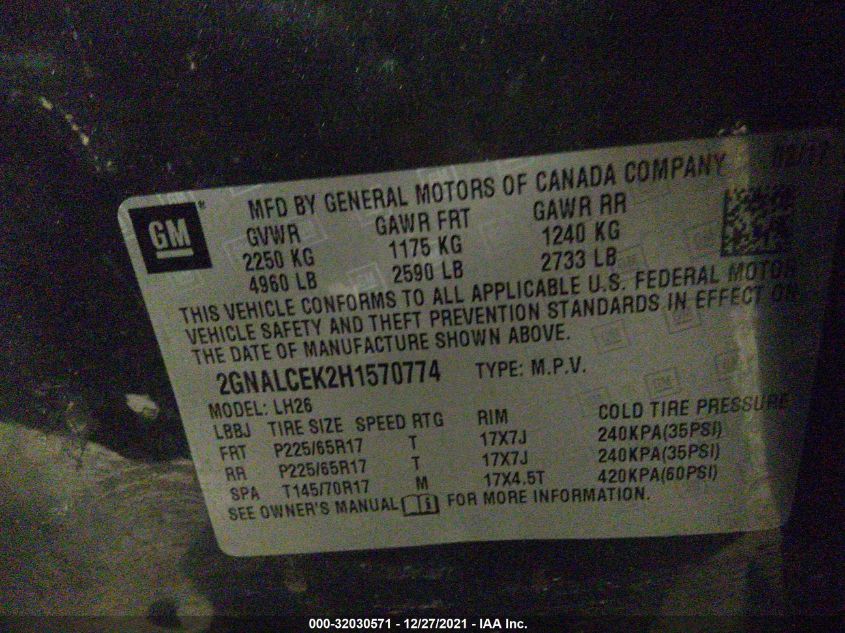 MFD BY GENERAL MOTORS OF CANADA COMPANY 02/17
GM ®
GVWR GAWR FRT GAWR RR
2250 KG 1175 KG 1240 KG
4960 LB 2590 LB 2733 LB
THIS VEHICLE CONFORMS TO ALL APPLICABLE U.S. FEDERAL MOTOR
VEHICLE SAFETY AND THEFT PREVENTION STANDARDS IN EFFECT ON
THE DATE OF MANUFACTURE SHOWN ABOVE.
2GNALCEK2H1570774 TYPE: M.P.V.
MODEL: LH26
LBBJ TIRE SIZE SPEED RTG RIM COLD TIRE PRESSURE
FRT P225/65R17 T 17X7J 240KPA(35PSI)
RR P225/65R17 T 17X7J 240KPA(35PSI)
SPA T145/70R17 M 17X4.5T 420KPA(60PSI)
SEE OWNER'S MANUAL FOR MORE INFORMATION.
000-32030571 - 12/27/2021 - IAA Inc.